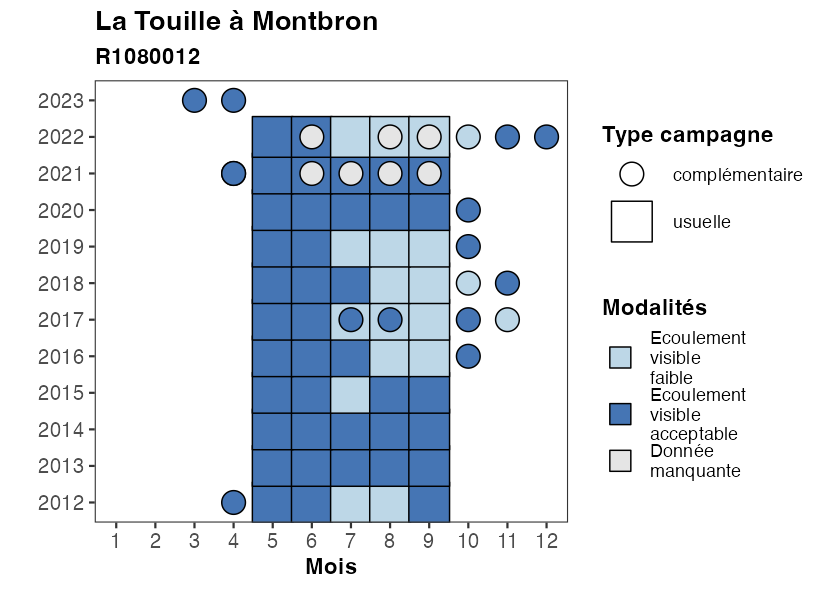 La Touille à Montbron
R1080012
2023
2022
2021
2020
2019
2018
2017
2016
2015
2014
2013
2012
1 2 3 4 5 6 7 8 9 10 11 12
Mois
Type campagne
complémentaire
usuelle
Modalités
Ecoulement
visible
faible
Ecoulement
visible
acceptable
Donnée
manquante